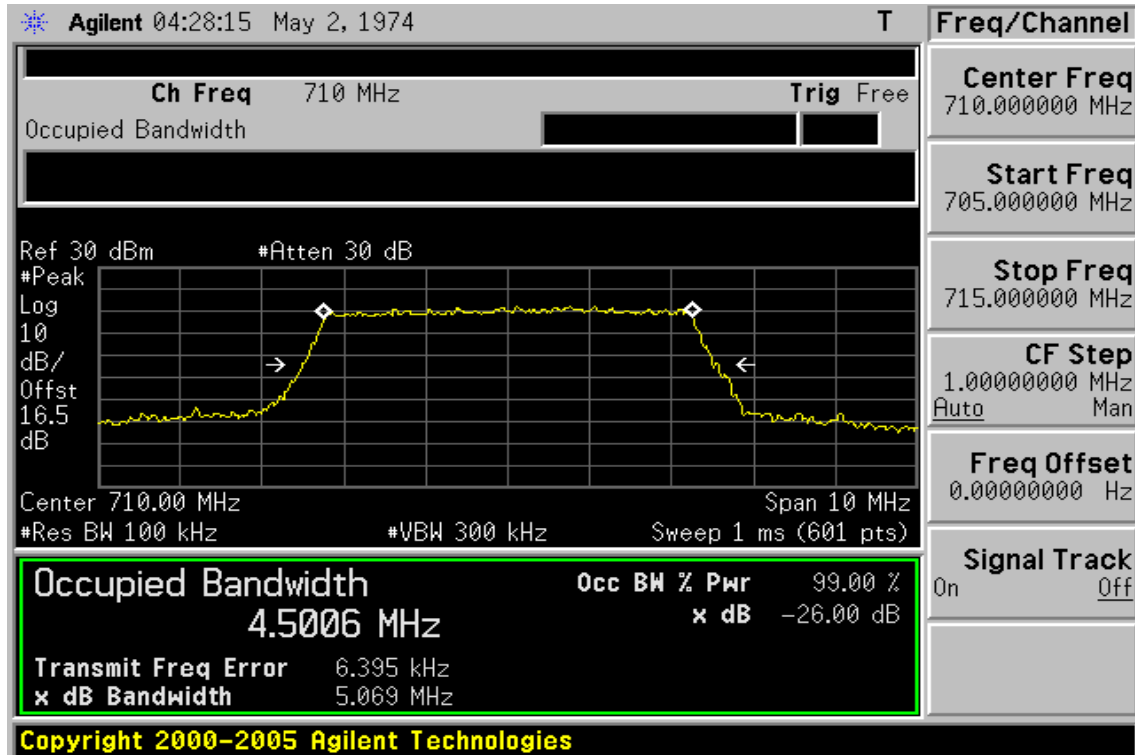 Agilent 04:28:15 May 2, 1974 T
Freq/Channel
Ch Freq 710 MHz Trig Free
Occupied Bandwidth
Center Freq
710.000000 MHz
Start Freq
705.000000 MHz
Stop Freq
715.000000 MHz
CF Step
1.00000000 MHz
Auto Man
Freq Offset
0.00000000 Hz
Signal Track
On Off
Ref 30 dBm #Atten 30 dB
#Peak
Log
10
dB/
Offst
16.5
dB
Center 710.00 MHz Span 10 MHz
#Res BW 100 kHz #VBW 300 kHz Sweep 1 ms (601 pts)
Occupied Bandwidth
4.5006 MHz
Occ BW % Pwr 99.00 %
x dB -26.00 dB
Transmit Freq Error 6.395 kHz
x dB Bandwidth 5.069 MHz
Copyright 2000-2005 Agilent Technologies